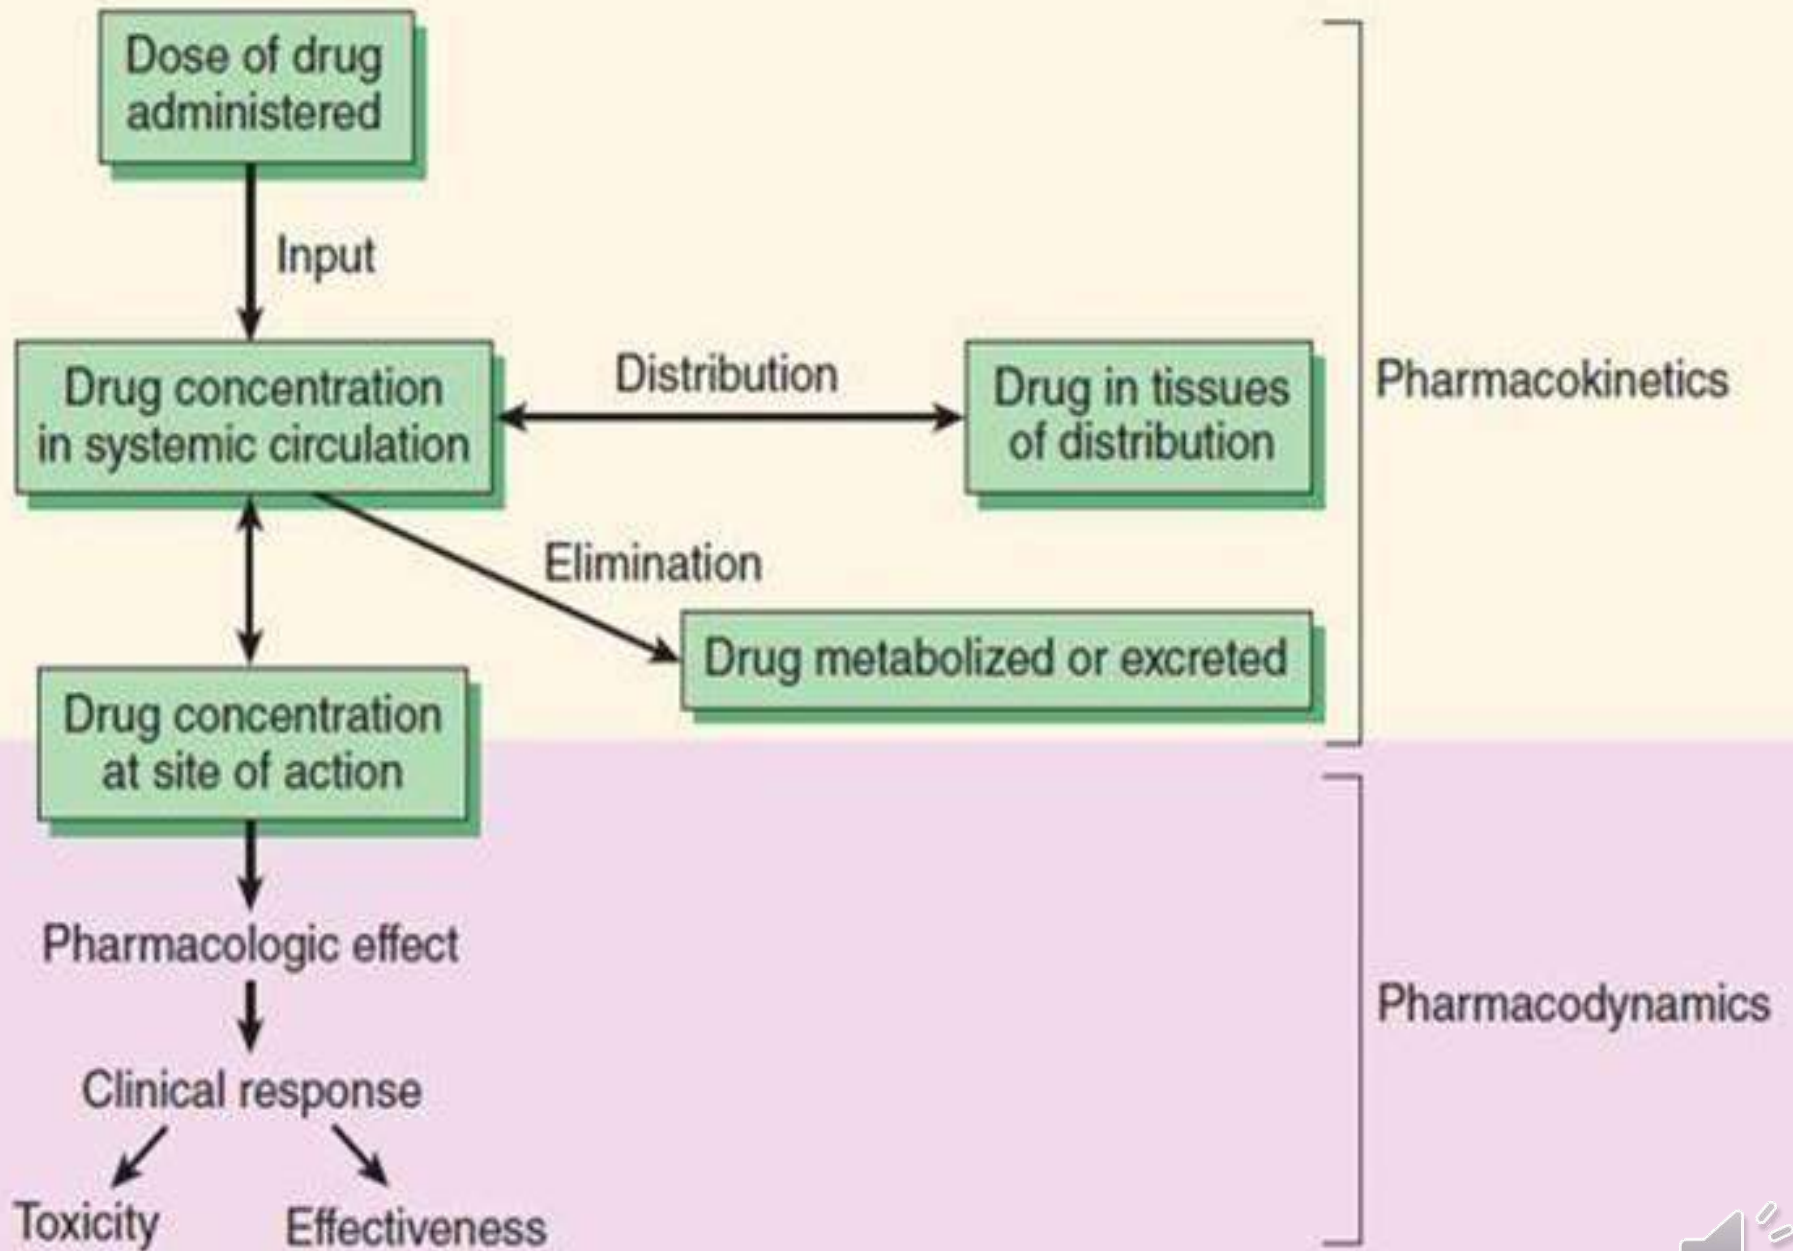 Dose of drug
administered
Input
Drug concentration
in systemic circulation
Distribution
Drug in tissues
of distribution
Pharmacokinetics
Elimination
Drug metabolized or excreted
Drug concentration
at site of action
Pharmacologic effect
Pharmacodynamics
Clinical response
Toxicity
Effectiveness